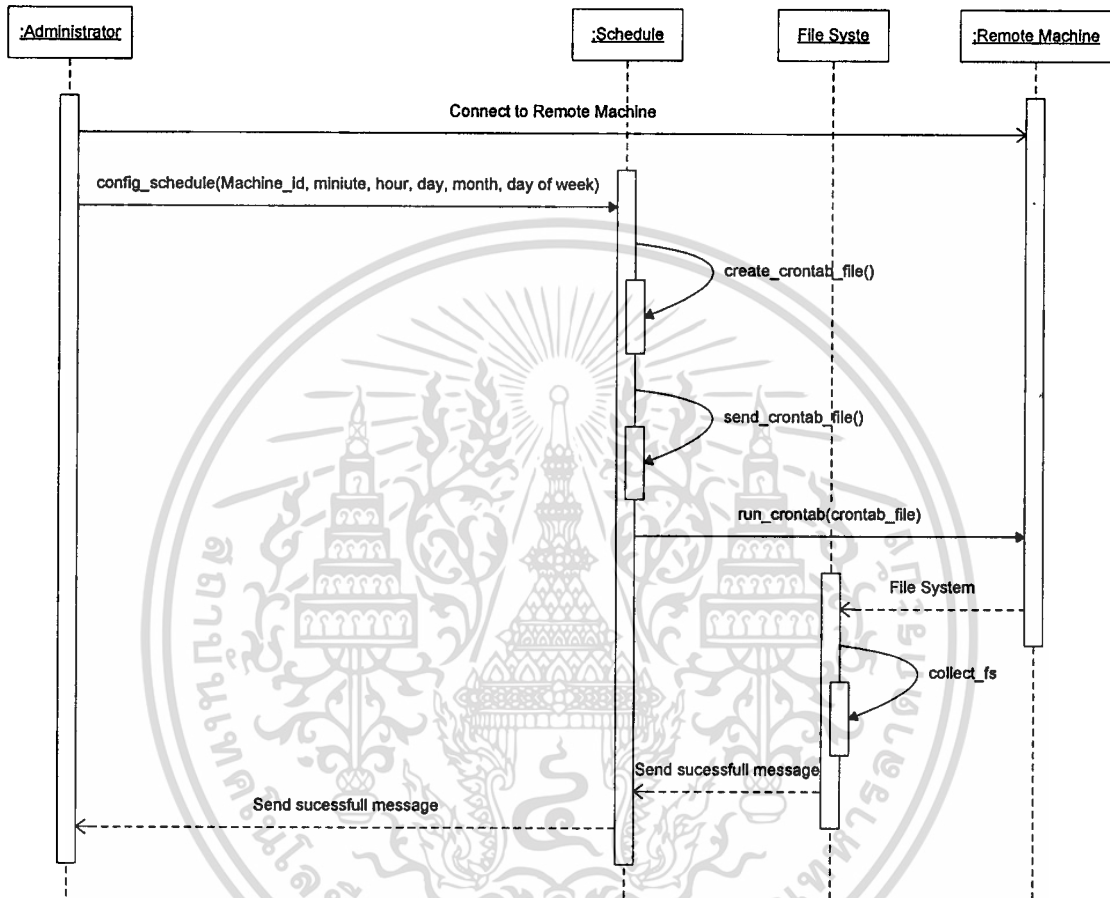 :Administrator
:Schedule
File Syste
:Remote Machine
Connect to Remote Machine
config_schedule(Machine_id, miniute, hour, day, month, day of week)
create_crontab_file()
send_crontab_file()
run_crontab(crontab_file)
File System
collect_fs
Send sucessfull message
Send sucessfull message